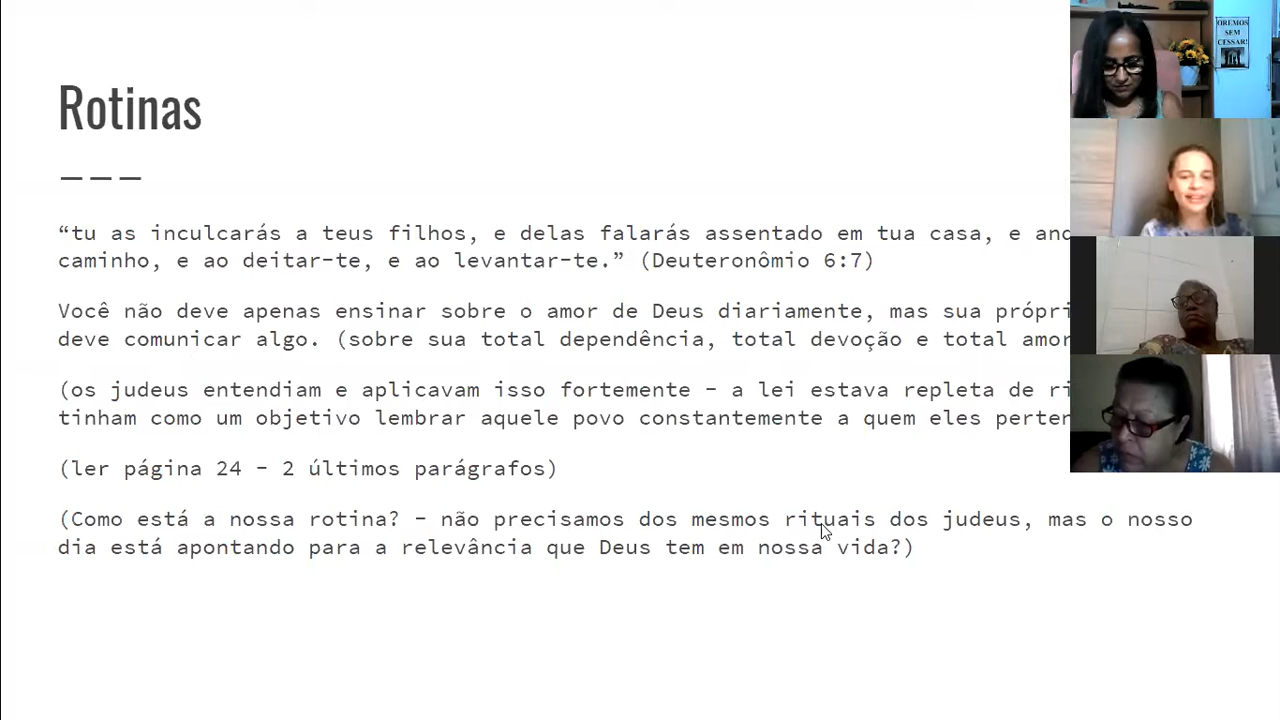 Rotinas
“tu as inculcarás a teus filhos, e delas falarás assentado em tua casa, e
caminho, e ao deitar-te, e ao levantar-te.” (Deuteronômio 6:7)
Você não deve apenas ensinar sobre o amor de Deus diariamente, mas sua
deve comunicar algo. (sobre sua total dependência, total devoção e total amor
(os judeus entendiam e aplicavam isso fortemente - a lei estava repleta de
tinham como um objetivo lembrar aquele povo constantemente a quem eles
(ler página 24 - 2 últimos parágrafos)
(Como está a nossa rotina? - não precisamos dos mesmos rituais dos judeus, mas o nosso
dia está apontando para a relevância que Deus tem em nossa vida?)
OREMOS
SEM
CESSAR!